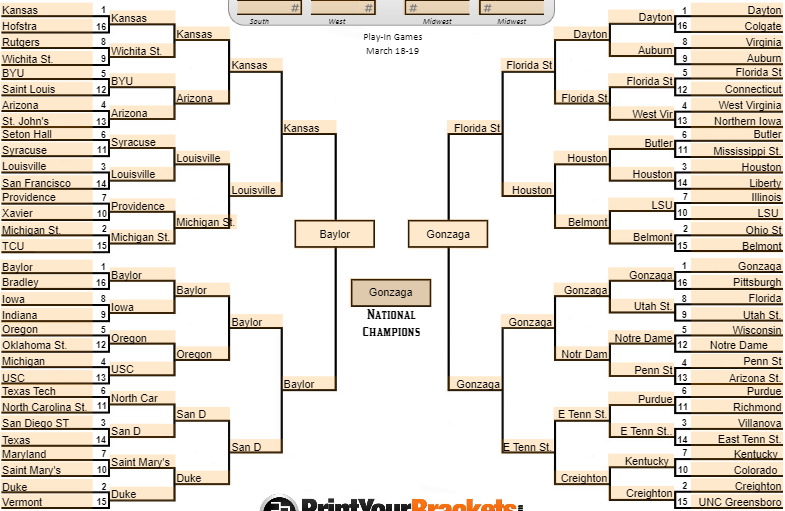 # # # #
South West Midwest Midwest
Play-In Games
March 18-19
Kansas 1
Hofstra 16
Kansas
Rutgers 8
Wichita St. 9
Wichita St.
Kansas
BYU 5
Saint Louis 12
BYU
Arizona 4
St. John's 13
Arizona
Arizona
Kansas
Seton Hall 6
Syracuse 11
Syracuse
Louisville 3
San Francisco 14
Louisville
Louisville
Providence 7
Xavier 10
Providence
Michigan St. 2
TCU 15
Michigan St.
Michigan St.
Louisville
Kansas
Baylor 1
Bradley 16
Baylor
Iowa 8
Indiana 9
Iowa
Baylor
Oregon 5
Oklahoma St. 12
Oregon
Michigan 4
USC 13
USC
Oregon
Baylor
Texas Tech 6
North Carolina St. 11
North Car
San Diego ST 3
Texas 14
San D
San D
Maryland 7
Saint Mary's 10
Saint Mary's
Duke 2
Vermont 15
Duke
Duke
San D
Baylor
Baylor
Gonzaga
Gonzaga
National
Champions
1 Dayton
16 Colgate
Dayton
8 Virginia
9 Auburn
Auburn
Dayton
5 Florida St
12 Connecticut
Florida St
4 West Virginia
13 Northern Iowa
West Vir
Florida St
Florida St
6 Butler
11 Mississippi St.
Butler
3 Houston
14 Liberty
Houston
Houston
7 Illinois
10 LSU
LSU
2 Ohio St
15 Belmont
Belmont
Belmont
Houston
Florida St
1 Gonzaga
16 Pittsburgh
Gonzaga
8 Florida
9 Utah St.
Utah St.
Gonzaga
5 Wisconsin
12 Notre Dame
Notre Dame
4 Penn St
13 Arizona St.
Penn St
Notr Dam
Gonzaga
6 Purdue
11 Richmond
Purdue
3 Villanova
14 East Tenn St.
E Tenn St..
E Tenn St.
7 Kentucky
10 Colorado
Kentucky
2 Creighton
15 UNC Greensboro
Creighton
Creighton
E Tenn St.
Gonzaga
PrintYourBrackets